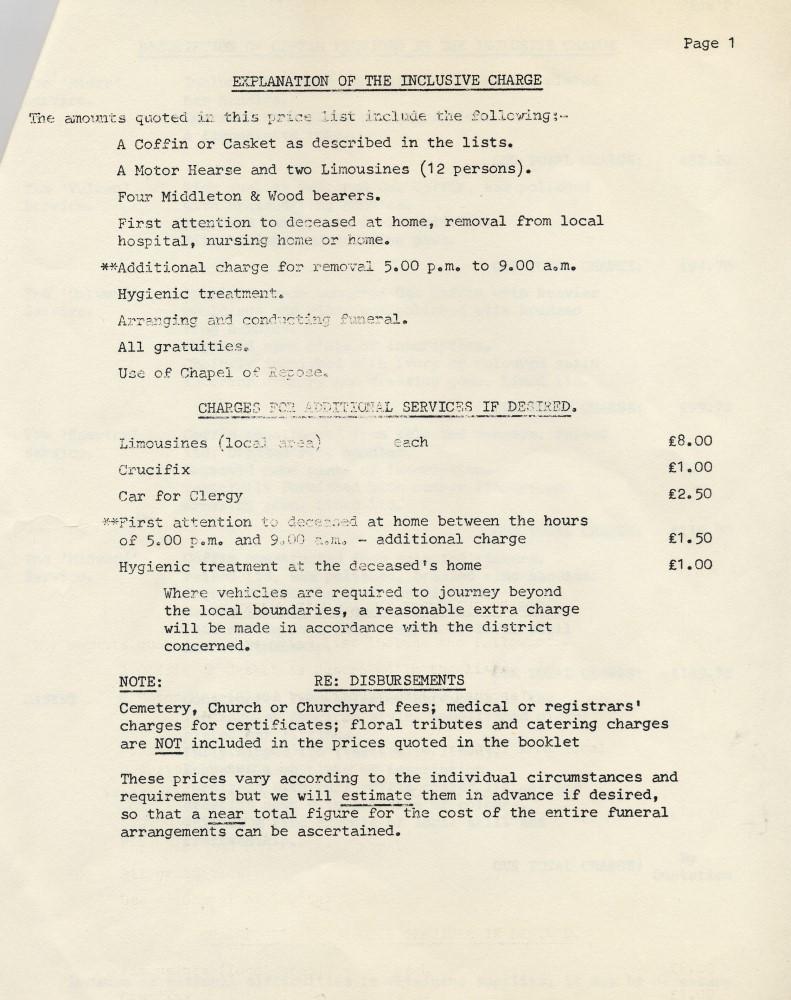 Page 1
EXPLANATION OF THE INCLUSIVE CHARGE
The amounts quoted in this price list include the following:-
A Coffin or Casket as described in the lists.
A Motor Hearse and two Limousines (12 persons).
Four Middleton & Wood bearers.
First attention to deceased at home, removal from local
hospital, nursing home or home.
**Additional charge for removal 5.00 p.m. to 9.00 a.m.
Hygienic treatment.
Arranging and conducting funeral.
All gratuities.
Use of Chapel of Repose.
CHARGES FOR ADDITIONAL SERVICES IF DESIRED.
Limousines (local area) each £8.00
Crucifix £1.00
Car for Clergy £2.50
**First attention to deceased at home between the hours
of 5.00 p.m. and 9.00 a.m. - additional charge £1.50
Hygienic treatment at the deceased's home £1.00
Where vehicles are required to journey beyond
the local boundaries, a reasonable extra charge
will be made in accordance with the district
concerned.
NOTE: RE: DISBURSEMENTS
Cemetery, Church or Churchyard fees; medical or registrars'
charges for certificates; floral tributes and catering charges
are NOT included in the prices quoted in the booklet
These prices vary according to the individual circumstances and
requirements but we will estimate them in advance if desired,
so that a near total figure for the cost of the entire funeral
arrangements can be ascertained.